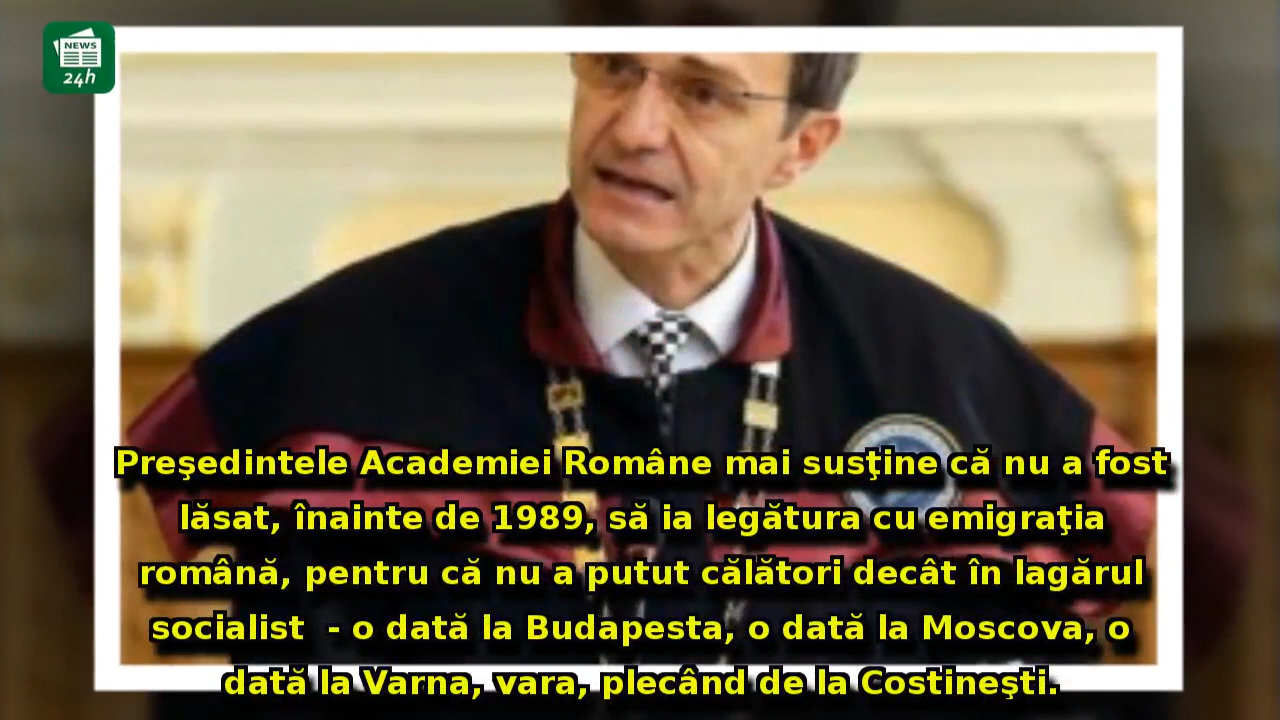 NEWS
24h
Preşedintele Academiei Române mai susţine că nu a fost
lăsat, înainte de 1989, să ia legătura cu emigraţia
română, pentru că nu a putut călători decât în lagărul
socialist - o dată la Budapesta, o dată la Moscova, o
dată la Varna, vara, plecând de la Costineşti.